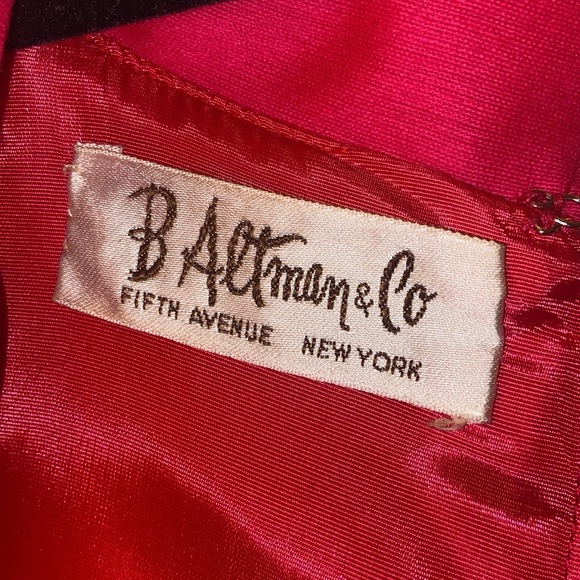 B Altman & Co
FIFTH AVENUE NEW YORK